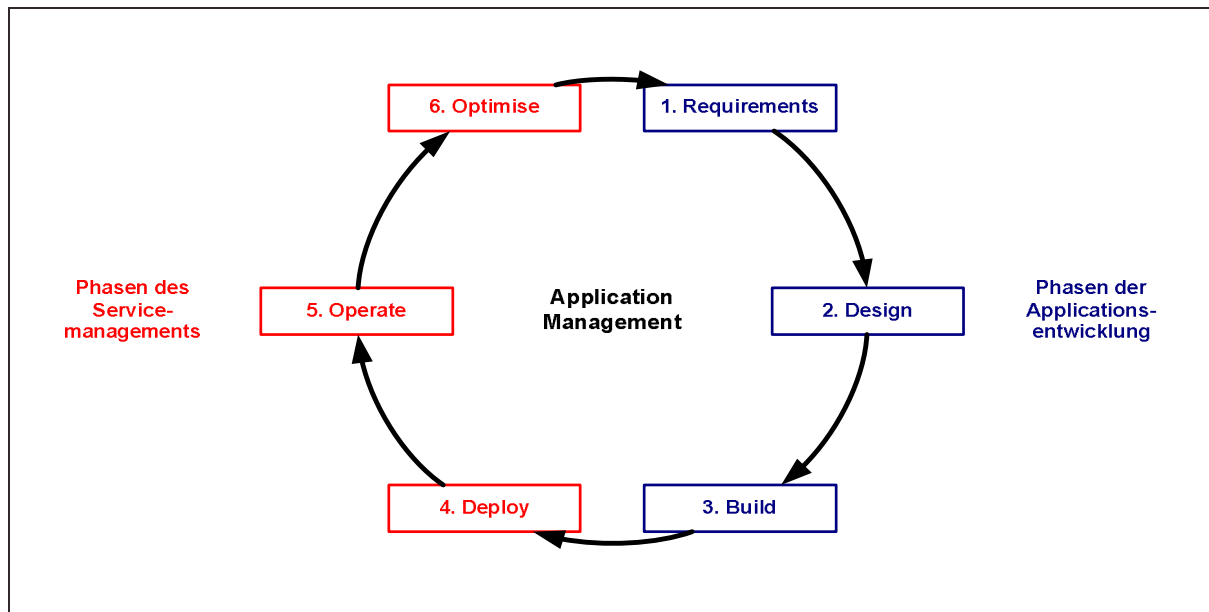 6. Optimise
1. Requirements
Phasen des
Service-
managements
5. Operate
Application
Management
2. Design
Phasen der
Applications-
entwicklung
4. Deploy
3. Build